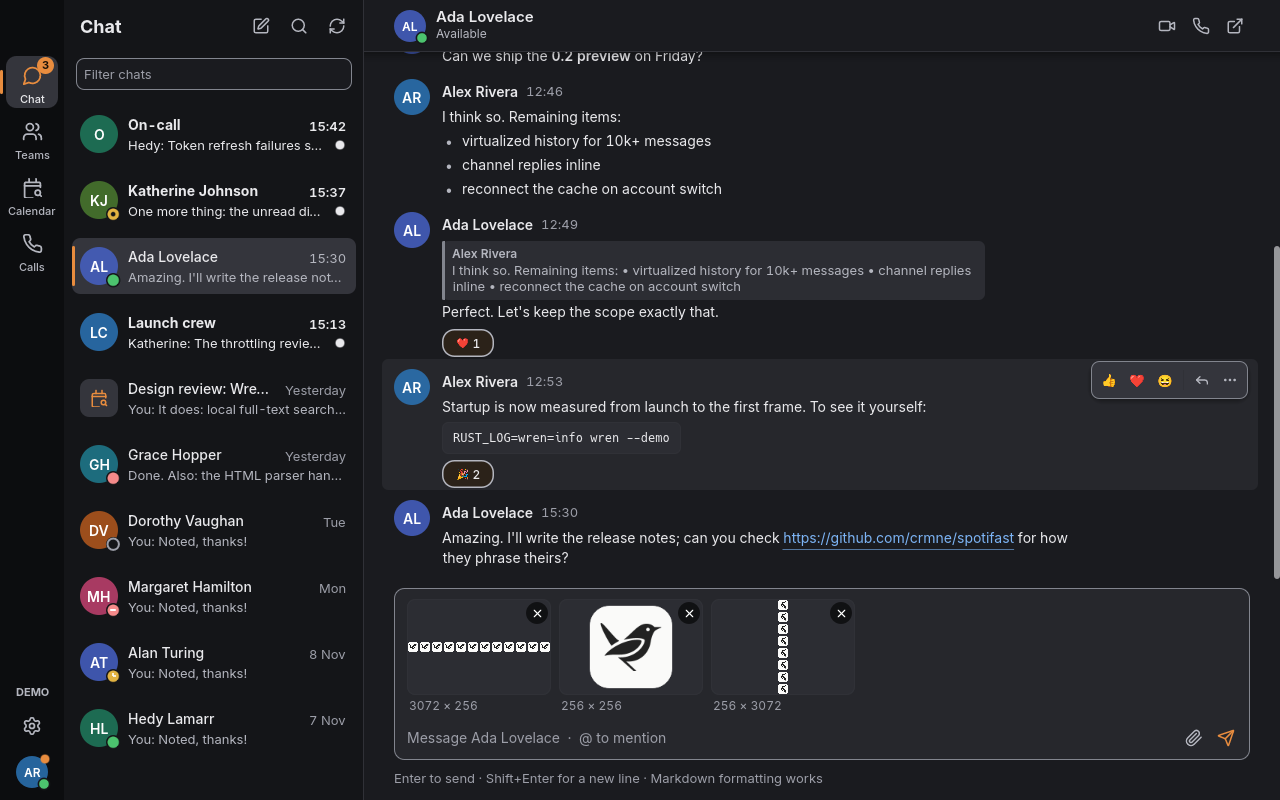 3
Chat
Teams
Calendar
Calls
DEMO
AR
Chat
Filter chats
O
On-call
15:42
Hedy: Token refresh failures s...
KJ
Katherine Johnson
15:37
One more thing: the unread di...
AL
Ada Lovelace
15:30
Amazing. I'll write the release not...
LC
Launch crew
15:13
Katherine: The throttling revie...
Design review: Wre...
Yesterday
You: It does: local full-text search...
GH
Grace Hopper
Yesterday
Done. Also: the HTML parser han...
DV
Dorothy Vaughan
Tue
You: Noted, thanks!
MH
Margaret Hamilton
Mon
You: Noted, thanks!
AT
Alan Turing
8 Nov
You: Noted, thanks!
HL
Hedy Lamarr
7 Nov
You: Noted, thanks!
AL
Ada Lovelace
Available
Can we ship the 0.2 preview on Friday?
AR
Alex Rivera 12:46
I think so. Remaining items:
• virtualized history for 10k+ messages
• channel replies inline
• reconnect the cache on account switch
AL
Ada Lovelace 12:49
Alex Rivera
I think so. Remaining items: • virtualized history for 10k+ messages • channel replies
inline • reconnect the cache on account switch
Perfect. Let's keep the scope exactly that.
❤️ 1
AR
Alex Rivera 12:53
👍 ❤️ 😆
Startup is now measured from launch to the first frame. To see it yourself:
RUST_LOG=wren=info wren --demo
🎉 2
AL
Ada Lovelace 15:30
Amazing. I'll write the release notes; can you check https://github.com/crmne/spotifast for how
they phrase theirs?
3072 × 256
256 × 256
256 × 3072
Message Ada Lovelace · @ to mention
Enter to send · Shift+Enter for a new line · Markdown formatting works